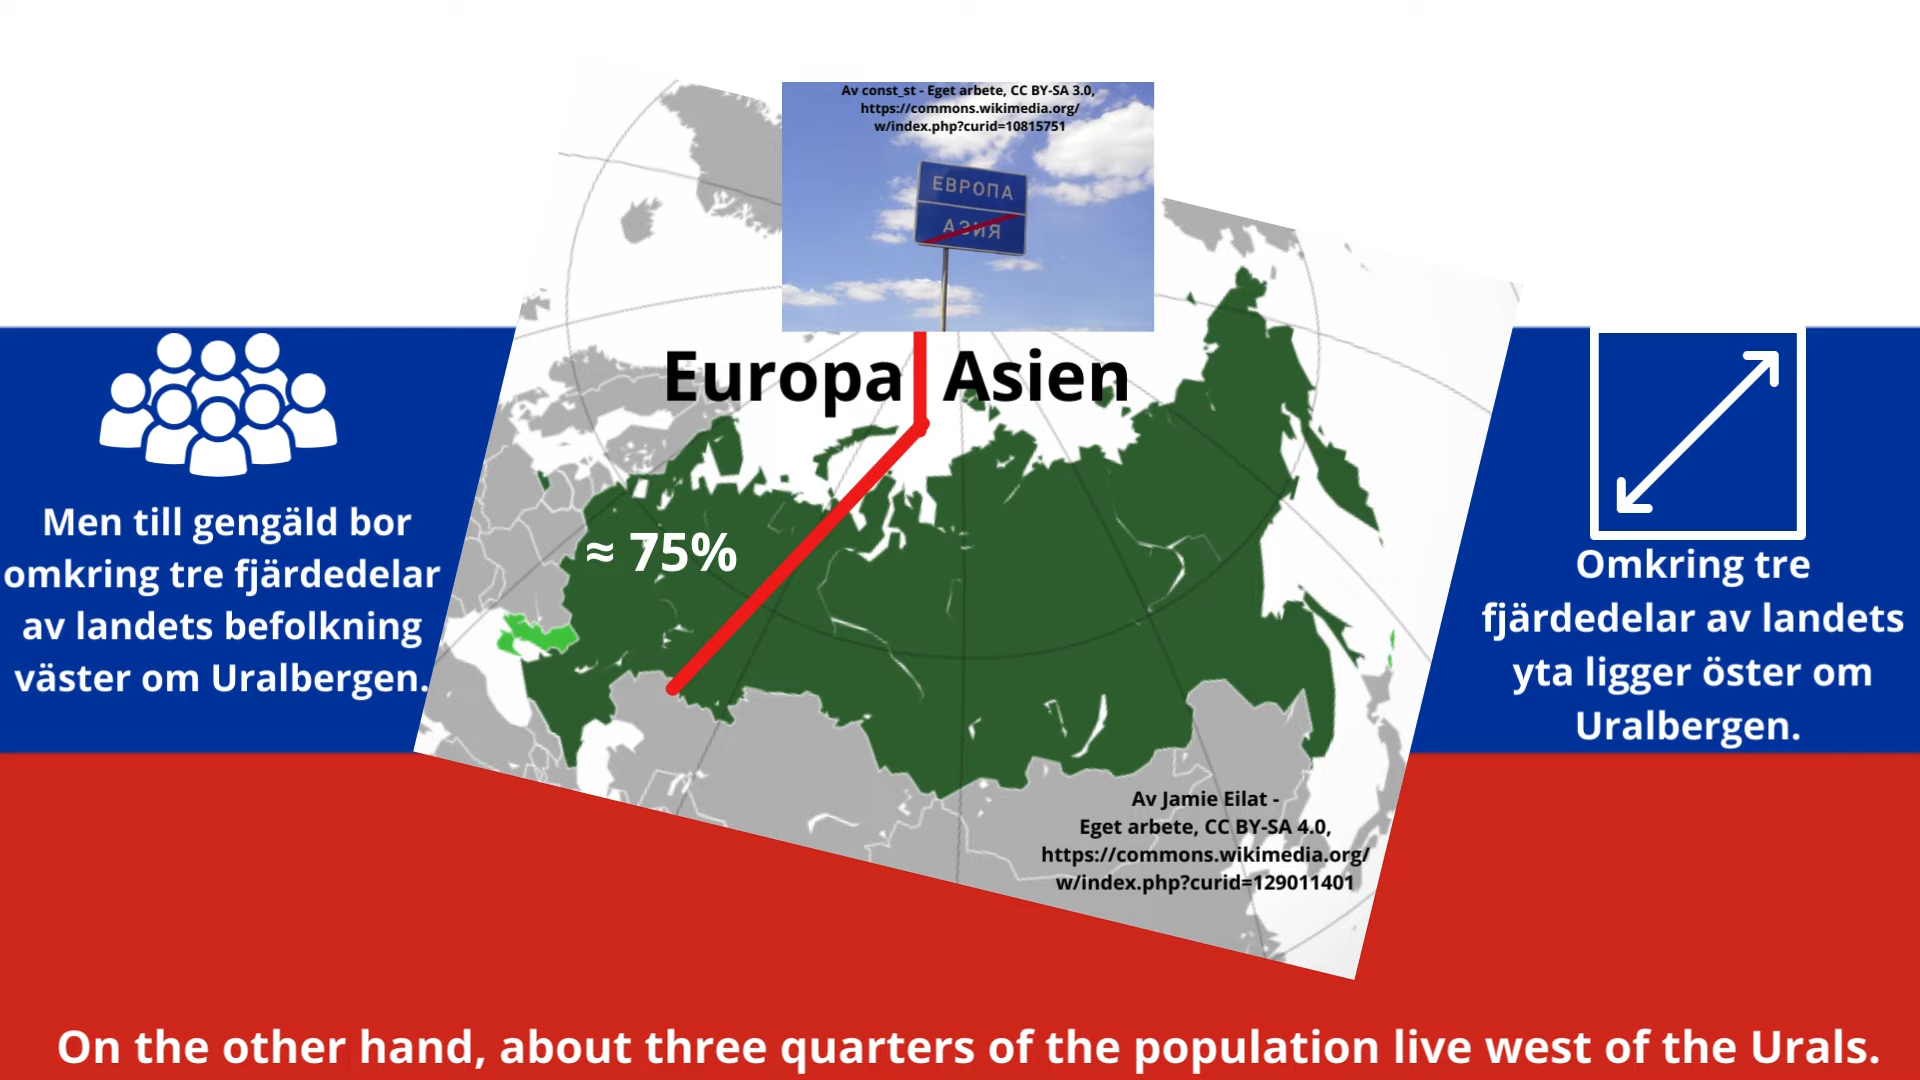 Av const_st - Eget arbete, CC BY-SA 3.0,
https://commons.wikimedia.org/
w/index.php?curid=10815751
ЕВРОПА
АЗИЯ
Europa
Asien
≈ 75%
Men till gengäld bor
omkring tre fjärdedelar
av landets befolkning
väster om Uralbergen.
Omkring tre
fjärdedelar av landets
yta ligger öster om
Uralbergen.
Av Jamie Eilat -
Eget arbete, CC BY-SA 4.0,
https://commons.wikimedia.org/
w/index.php?curid=129011401
On the other hand, about three quarters of the population live west of the Urals.